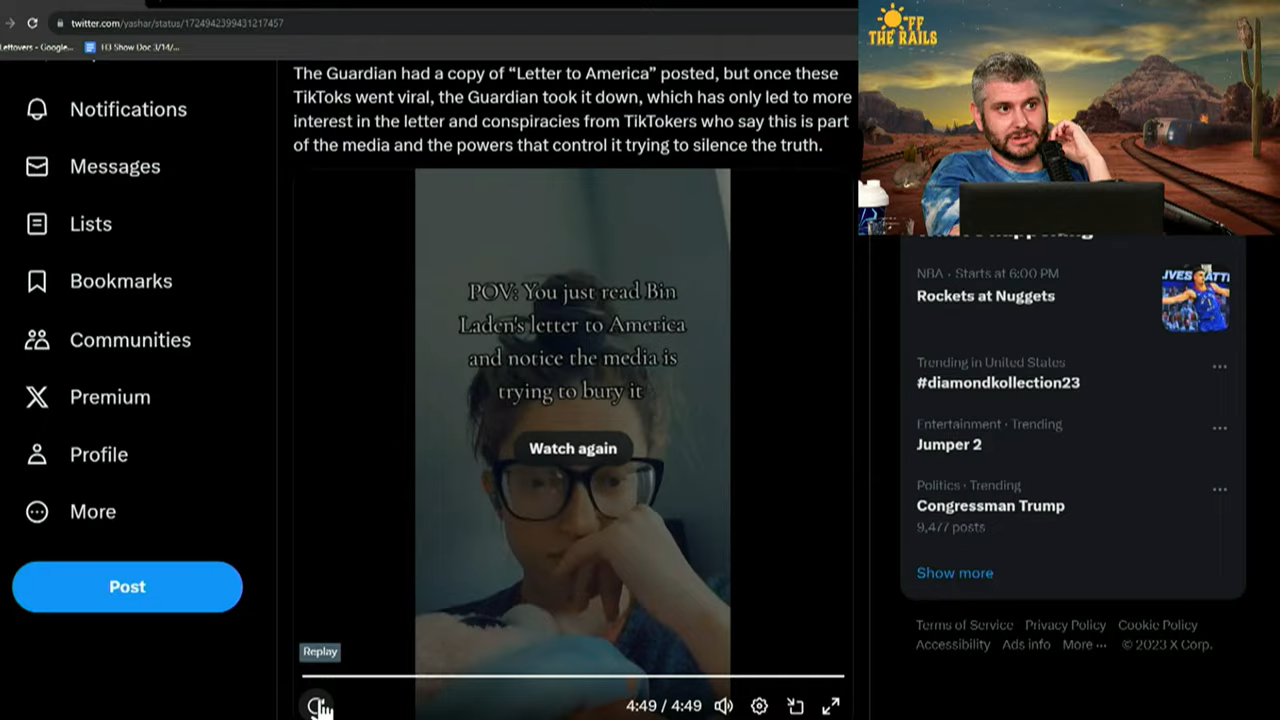 twitter.com/yashar/status/1724942399431217457
Leftovers - Google...
H3 Show Doc 3/14/...
OFF
THE RAILS
The Guardian had a copy of “Letter to America” posted, but once these
TikToks went viral, the Guardian took it down, which has only led to more
interest in the letter and conspiracies from TikTokers who say this is part
of the media and the powers that control it trying to silence the truth.
Notifications
Messages
Lists
Bookmarks
Communities
Premium
Profile
More
Post
POV: You just read Bin
Laden's letter to America
and notice the media is
trying to bury it
Watch again
Replay
4:49 / 4:49
NBA · Starts at 6:00 PM
Rockets at Nuggets
Trending in United States
#diamondkollection23
Entertainment · Trending
Jumper 2
Politics · Trending
Congressman Trump
9,477 posts
Show more
Terms of Service Privacy Policy Cookie Policy
Accessibility Ads info More ··· © 2023 X Corp.